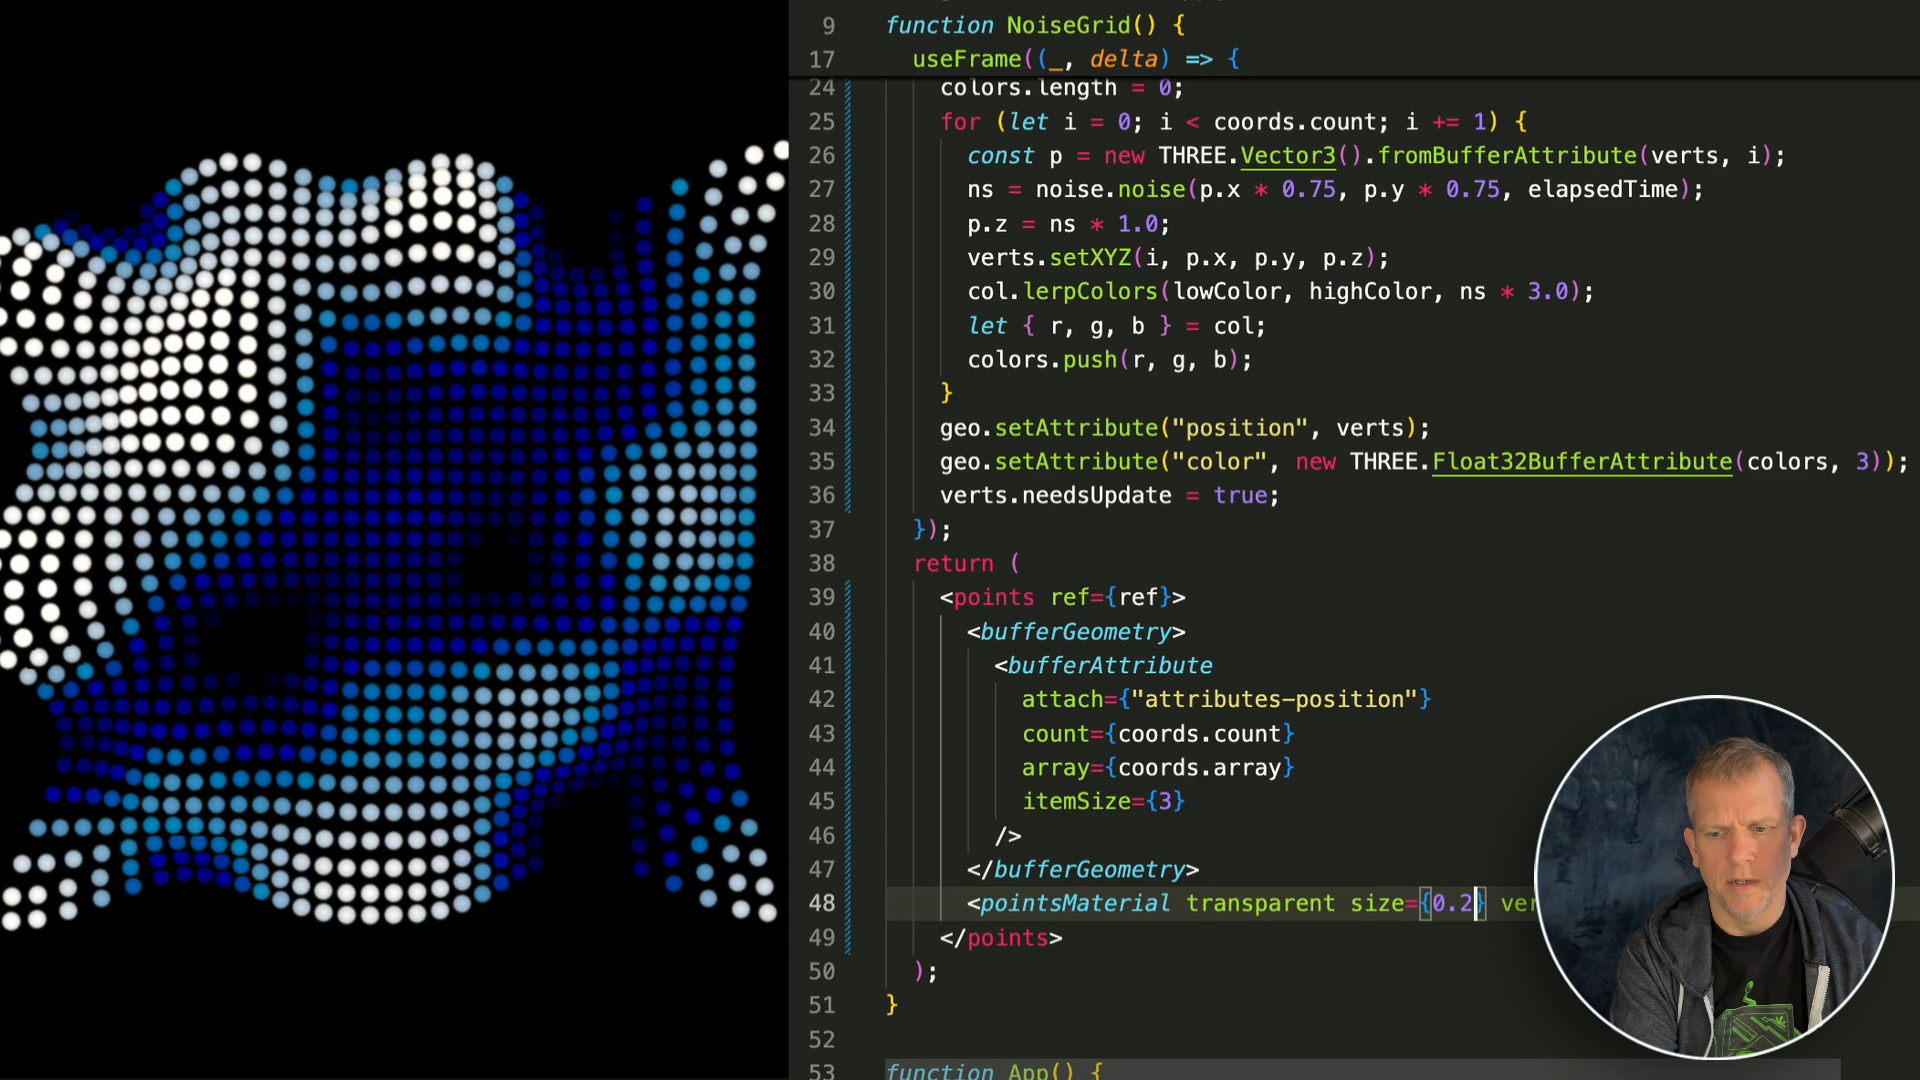 9 function NoiseGrid() {
17 useFrame((_, delta) => {
24 colors.length = 0;
25 for (let i = 0; i < coords.count; i += 1) {
26 const p = new THREE.Vector3().fromBufferAttribute(verts, i);
27 ns = noise.noise(p.x * 0.75, p.y * 0.75, elapsedTime);
28 p.z = ns * 1.0;
29 verts.setXYZ(i, p.x, p.y, p.z);
30 col.lerpColors(lowColor, highColor, ns * 3.0);
31 let { r, g, b } = col;
32 colors.push(r, g, b);
33 }
34 geo.setAttribute("position", verts);
35 geo.setAttribute("color", new THREE.Float32BufferAttribute(colors, 3));
36 verts.needsUpdate = true;
37 });
38 return (
39 <points ref={ref}>
40 <bufferGeometry>
41 <bufferAttribute
42 attach={"attributes-position"}
43 count={coords.count}
44 array={coords.array}
45 itemSize={3}
46 />
47 </bufferGeometry>
48 <pointsMaterial transparent size={0.2} ver
49 </points>
50 );
51 }
52
53 function App() {